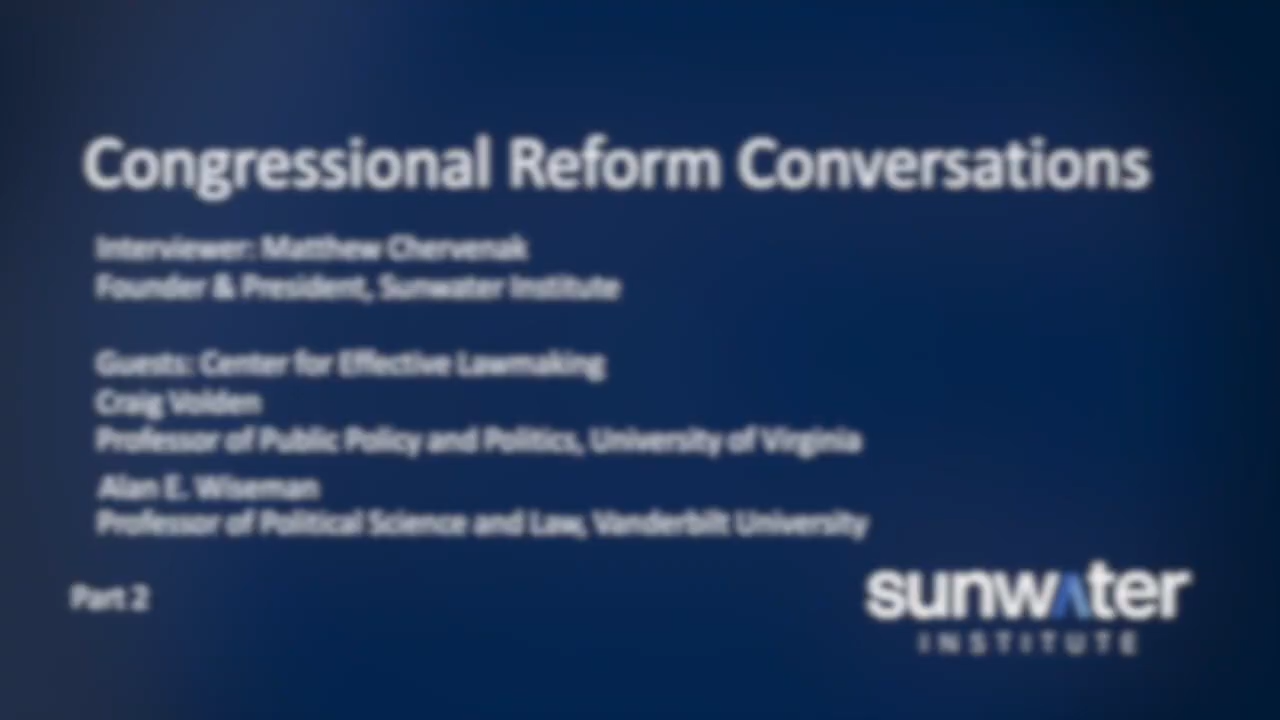 Congressional Reform Conversations
Interviewer: Matthew Chervenak
Founder & President, Sunwater Institute
Guests: Center for Effective Lawmaking
Craig Volden
Professor of Public Policy and Politics, University of Virginia
Alan E. Wiseman
Professor of Political Science and Law, Vanderbilt University
Part 2
sunwater
INSTITUTE